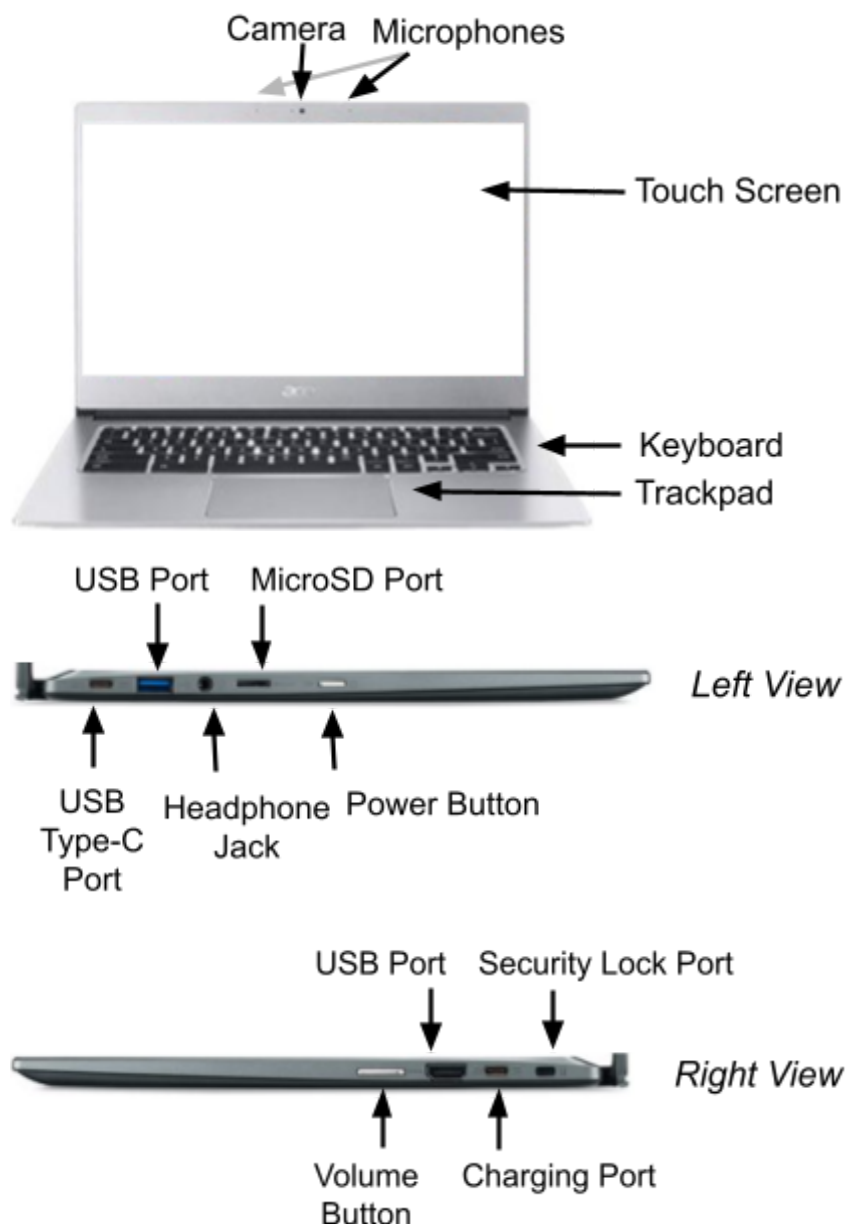 Camera Microphones
Touch Screen
acer
Keyboard
Trackpad
USB Port MicroSD Port
Left View
USB
Type-C
Port
Headphone
Jack
Power Button
USB Port Security Lock Port
Right View
Volume
Button
Charging Port